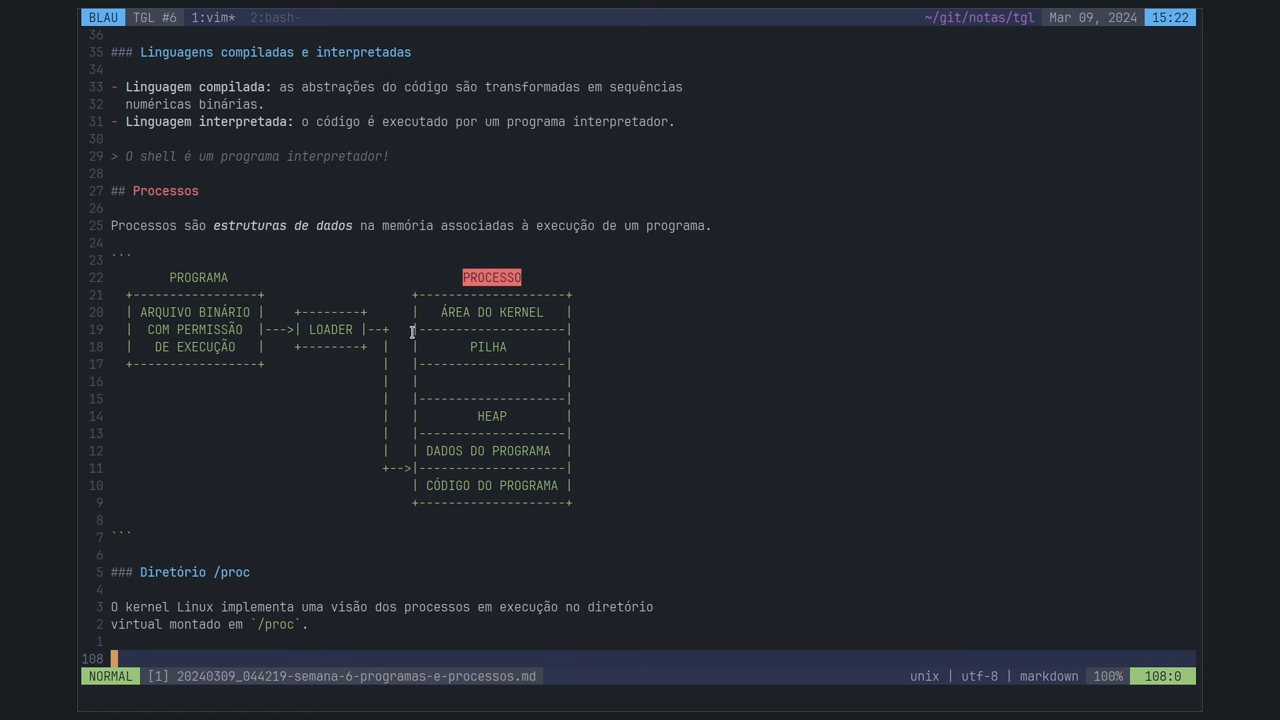 BLAU TGL #6 1:vim* 2:bash- ~/git/notas/tgl Mar 09, 2024 15:22
36
35 ### Linguagens compiladas e interpretadas
34
33 - Linguagem compilada: as abstrações do código são transformadas em sequências
32   numéricas binárias.
31 - Linguagem interpretada: o código é executado por um programa interpretador.
30
29 > O shell é um programa interpretador!
28
27 ## Processos
26
25 Processos são estruturas de dados na memória associadas à execução de um programa.
24
23 ```
22         PROGRAMA                                PROCESSO
21   +-----------------+                    +--------------------+
20   | ARQUIVO BINÁRIO |    +--------+      |   ÁREA DO KERNEL   |
19   |  COM PERMISSÃO  |--->| LOADER |--+   |--------------------|
18   |   DE EXECUÇÃO   |    +--------+  |   |       PILHA        |
17   +-----------------+                |   |--------------------|
16                                      |   |                    |
15                                      |   |--------------------|
14                                      |   |        HEAP        |
13                                      |   |--------------------|
12                                      |   | DADOS DO PROGRAMA  |
11                                      +-->|--------------------|
10                                          | CÓDIGO DO PROGRAMA |
9                                           +--------------------+
8
7 ```
6
5 ### Diretório /proc
4
3 O kernel Linux implementa uma visão dos processos em execução no diretório
2 virtual montado em `/proc`.
1
108
NORMAL [1] 20240309_044219-semana-6-programas-e-processos.md unix | utf-8 | markdown 100% 108:0